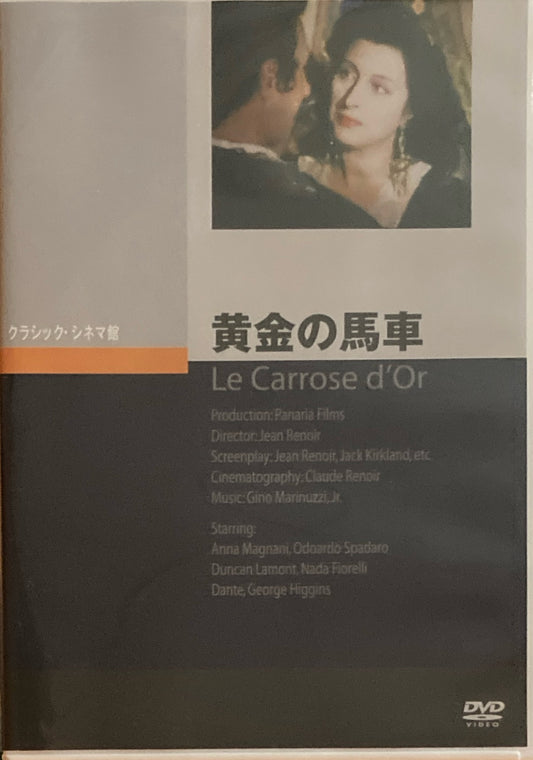 クラシック・シネマ館
黄金の馬車
Le Carrose d'Or
Production: Panaria Films
Director: Jean Renoir
Screenplay: Jean Renoir, Jack Kirkland, etc
Cinematography: Claude Renoir
Music: Gino Marinuzzi, Jr.
Starring:
Anna Magnani, Odoardo Spadaro
Duncan Lamont, Nada Fiorelli
Dante, George Higgins
DVD
VIDEO